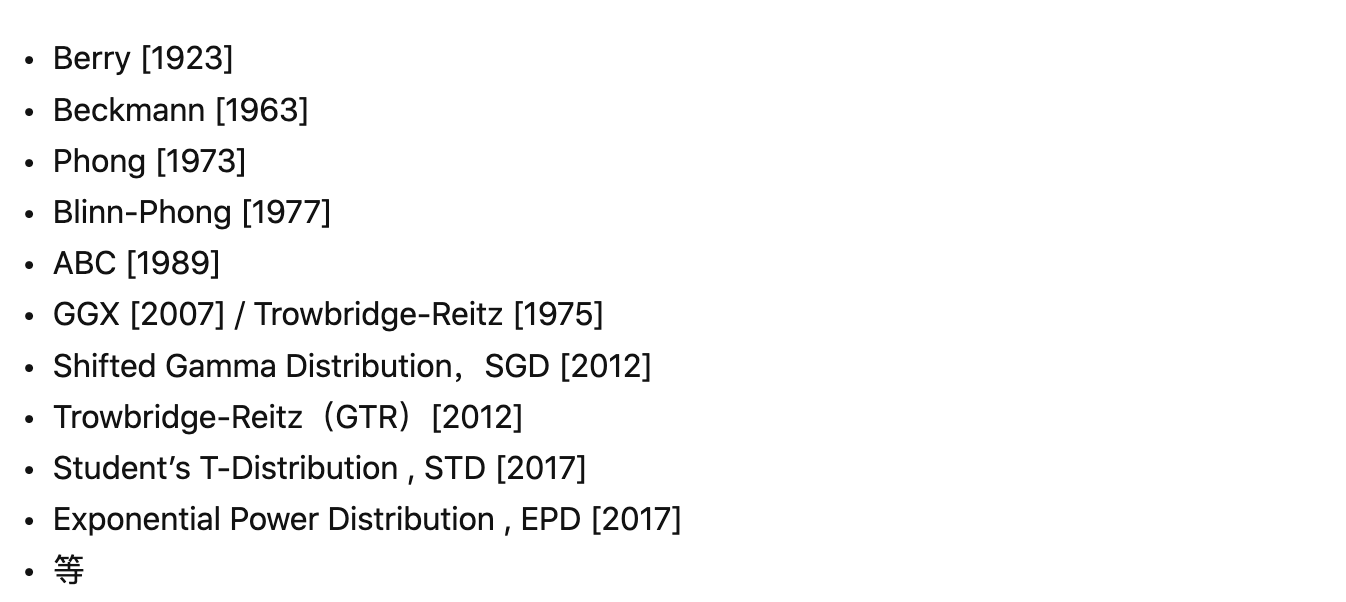 • Berry [1923]
• Beckmann [1963]
• Phong [1973]
• Blinn-Phong [1977]
• ABC [1989]
• GGX [2007] / Trowbridge-Reitz [1975]
• Shifted Gamma Distribution，SGD [2012]
• Trowbridge-Reitz（GTR）[2012]
• Student’s T-Distribution , STD [2017]
• Exponential Power Distribution , EPD [2017]
• 等